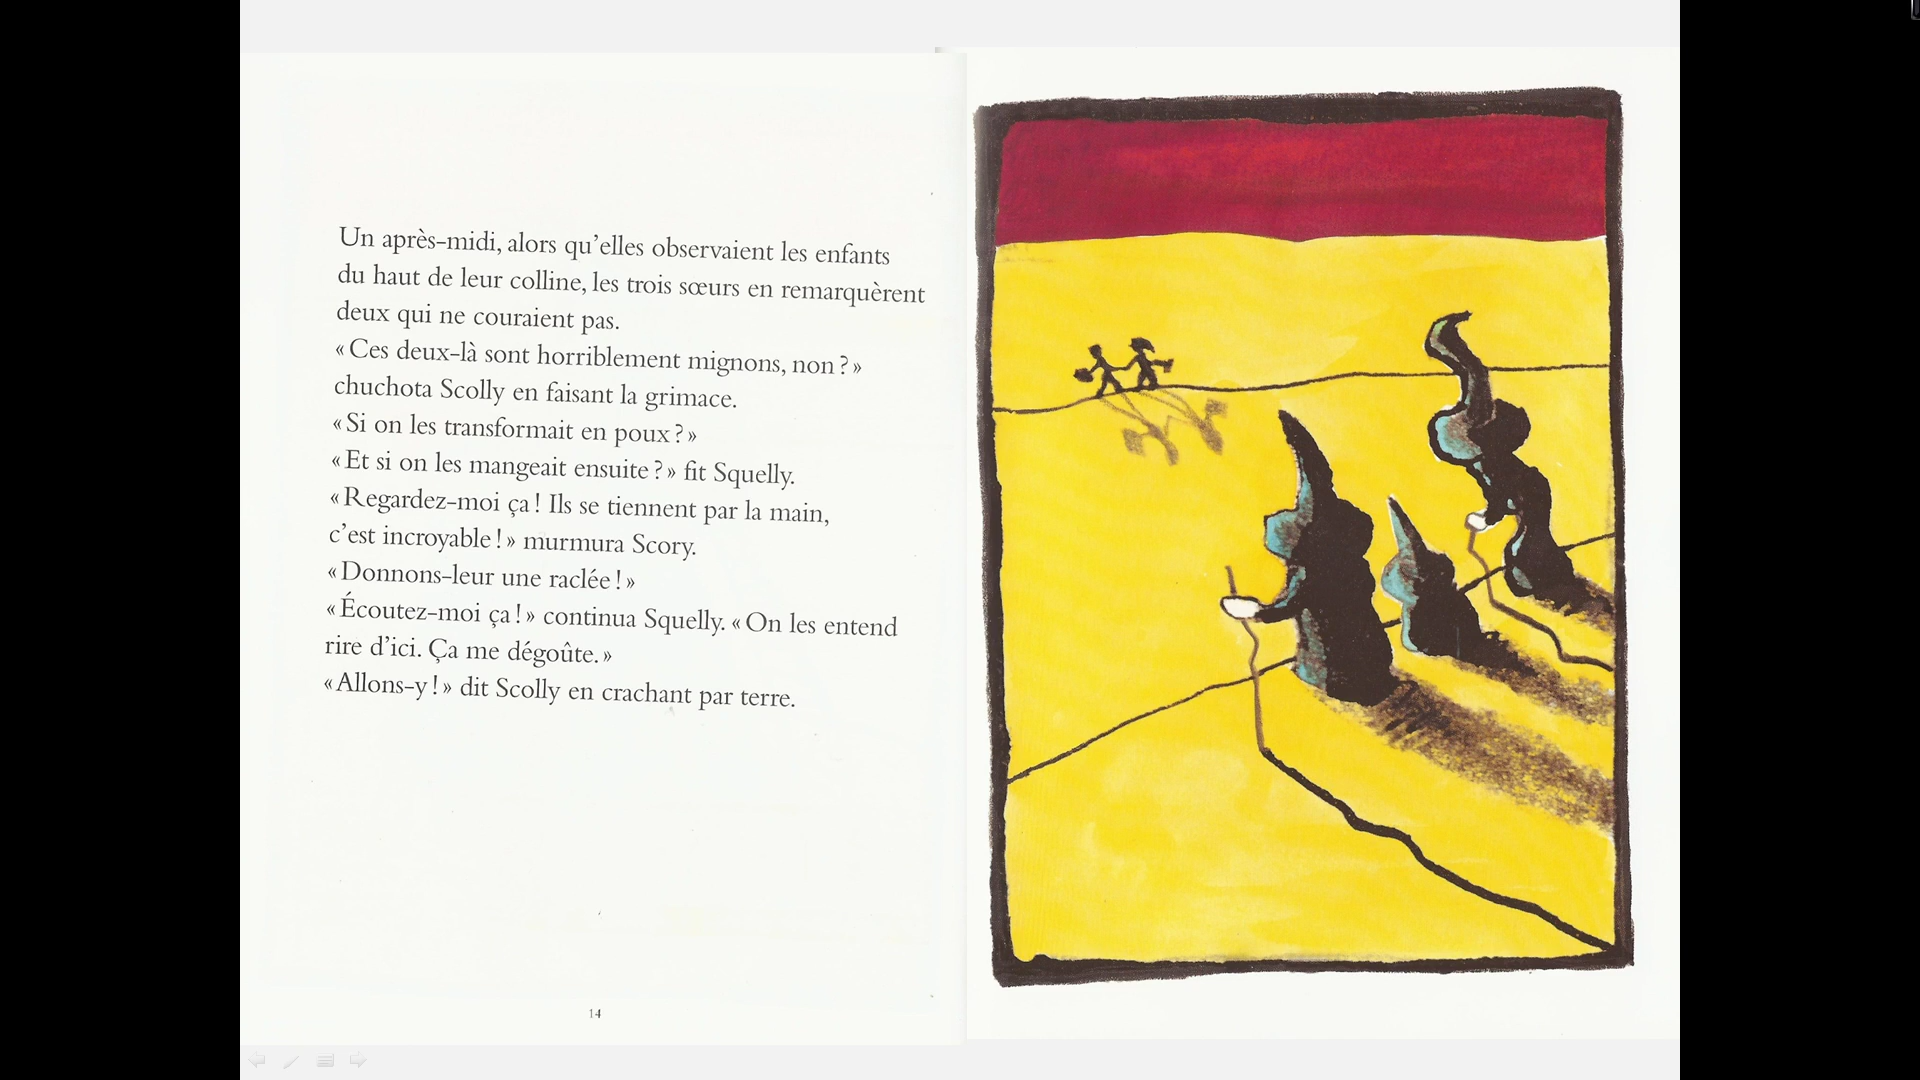 Un après-midi, alors qu’elles observaient les enfants
du haut de leur colline, les trois sœurs en remarquèrent
deux qui ne couraient pas.
« Ces deux-là sont horriblement mignons, non ? »
chuchota Scolly en faisant la grimace.
« Si on les transformait en poux ? »
« Et si on les mangeait ensuite ? » fit Squelly.
« Regardez-moi ça ! Ils se tiennent par la main,
c’est incroyable ! » murmura Scory.
« Donnons-leur une raclée ! »
« Écoutez-moi ça ! » continua Squelly. « On les entend
rire d’ici. Ça me dégoûte. »
« Allons-y ! » dit Scolly en crachant par terre.
14